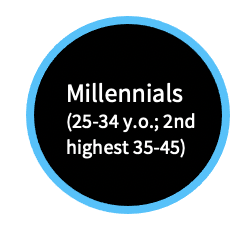 Millennials
(25-34 y.o.; 2nd
highest 35-45)